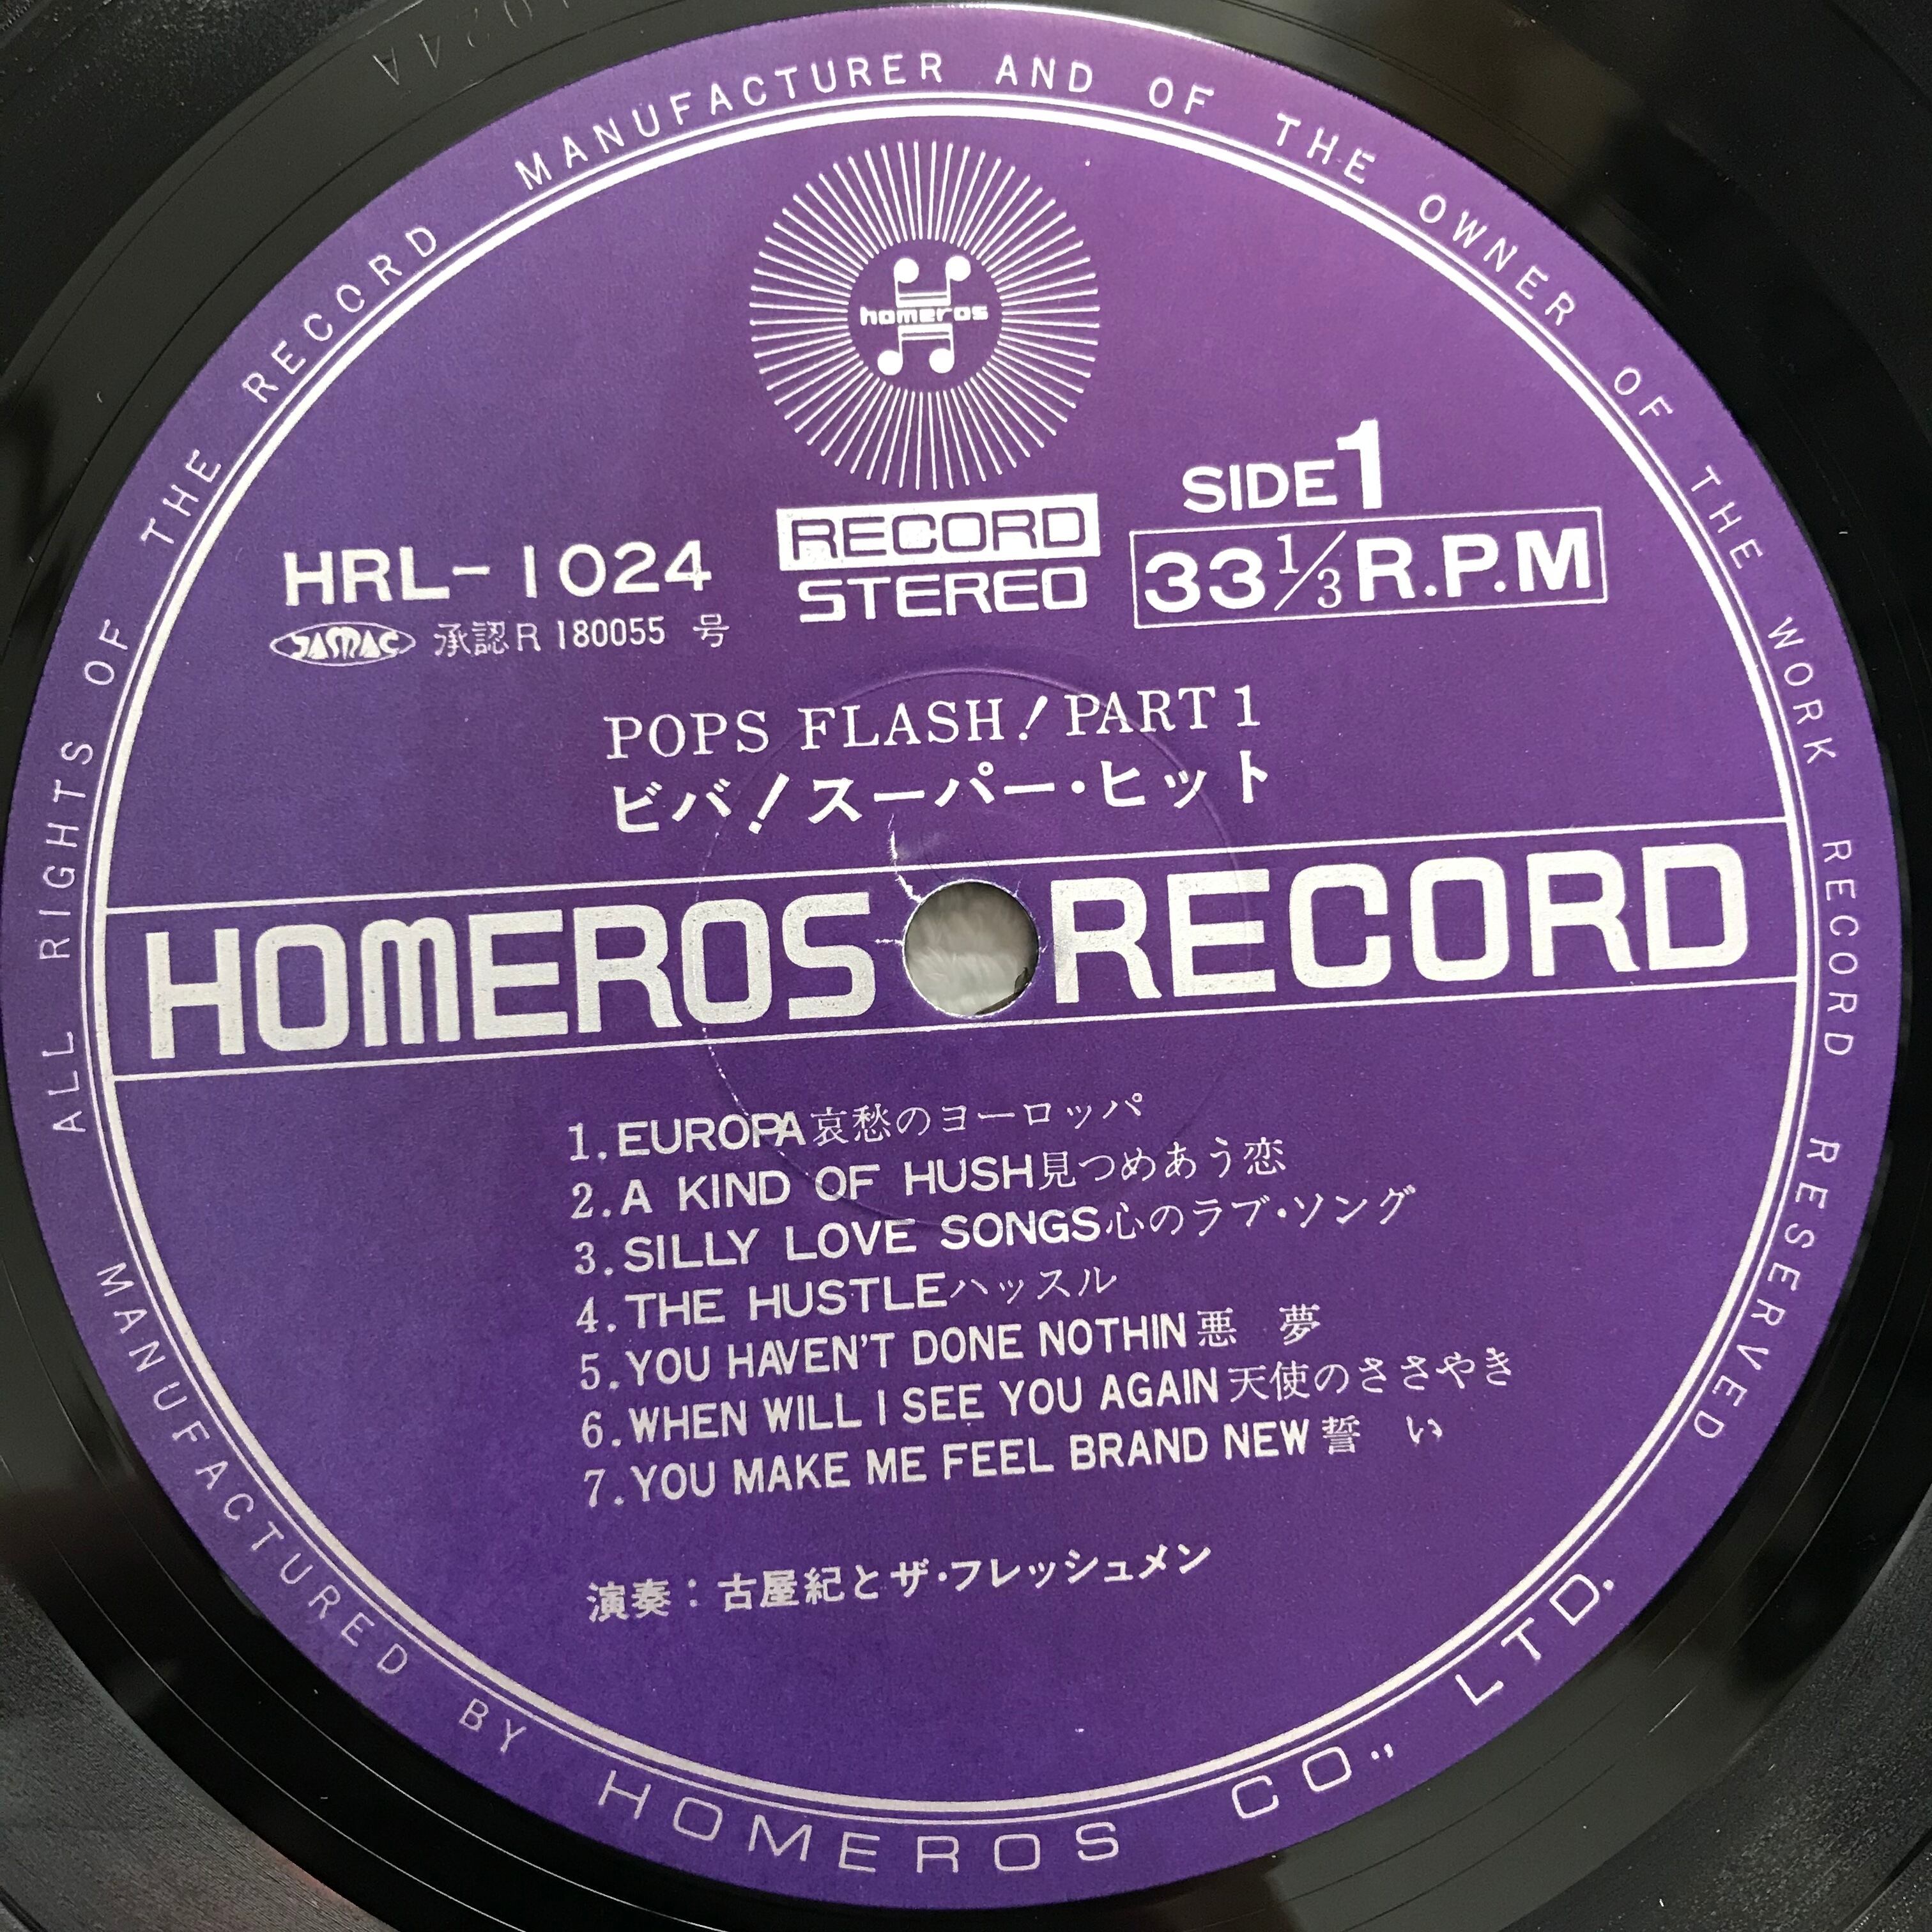 ALL RIGHTS OF THE RECORD MANUFACTURER AND OF THE OWNER OF THE WORK RECORD RESERVED
homeros
SIDE 1
RECORD
STEREO
33 1/3 R.P.M
HRL-1024
JASRAC 承認R 180055 号
POPS FLASH! PART 1
ビバ!スーパー・ヒット
HOMEROS RECORD
1. EUROPA 哀愁のヨーロッパ
2. A KIND OF HUSH 見つめあう恋
3. SILLY LOVE SONGS 心のラブ・ソング
4. THE HUSTLE ハッスル
5. YOU HAVEN'T DONE NOTHIN 悪 夢
6. WHEN WILL I SEE YOU AGAIN 天使のささやき
7. YOU MAKE ME FEEL BRAND NEW 誓 い
演奏：古屋紀とザ・フレッシュメン
MANUFACTURED BY HOMEROS CO., LTD.